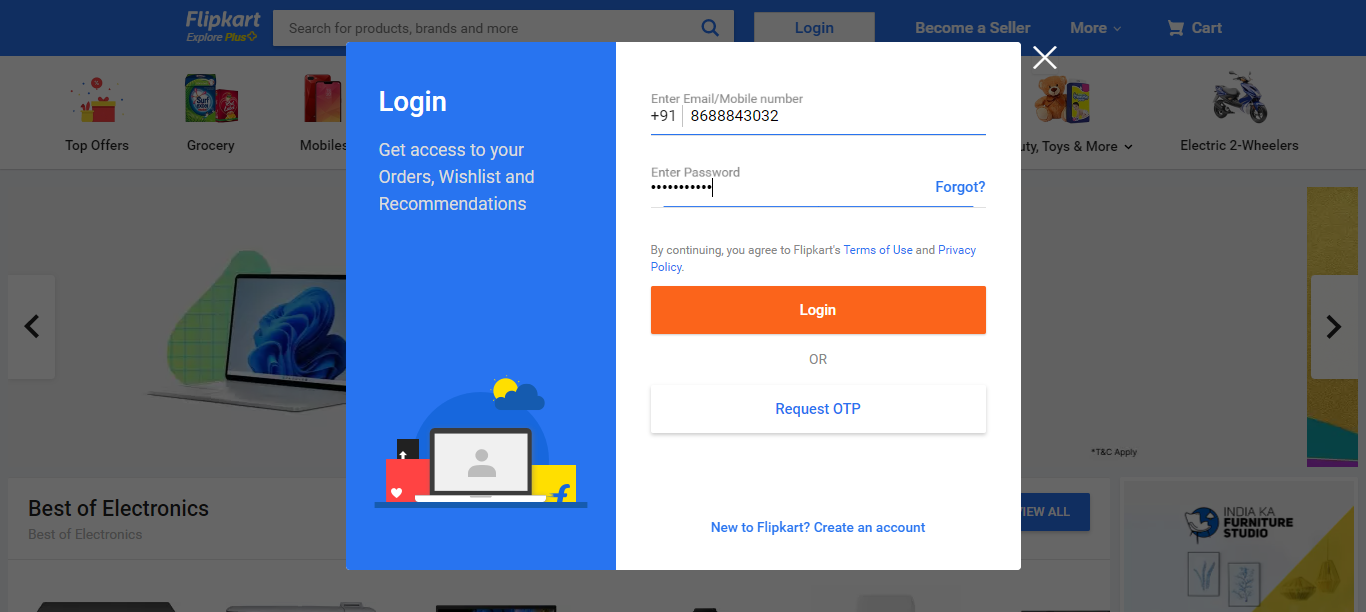 Flipkart
Explore Plus
Search for products, brands and more
Login
Become a Seller
More
Cart
Top Offers
Grocery
Mobiles
uty, Toys & More
Electric 2-Wheelers
Login
Get access to your
Orders, Wishlist and
Recommendations
Enter Email/Mobile number
+91 8688843032
Enter Password
•••••••••••
Forgot?
By continuing, you agree to Flipkart's Terms of Use and Privacy
Policy.
Login
OR
Request OTP
New to Flipkart? Create an account
*T&C Apply
Best of Electronics
Best of Electronics
VIEW ALL
INDIA KA
FURNITURE
STUDIO